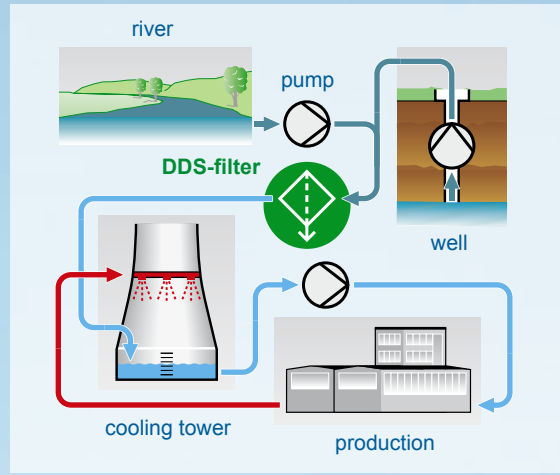 river
pump
DDS-filter
well
cooling tower
production